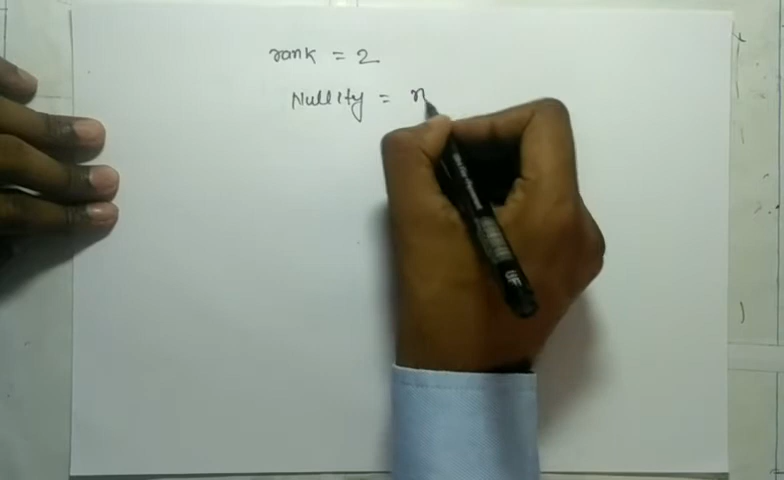 rank = 2
Nullity = n